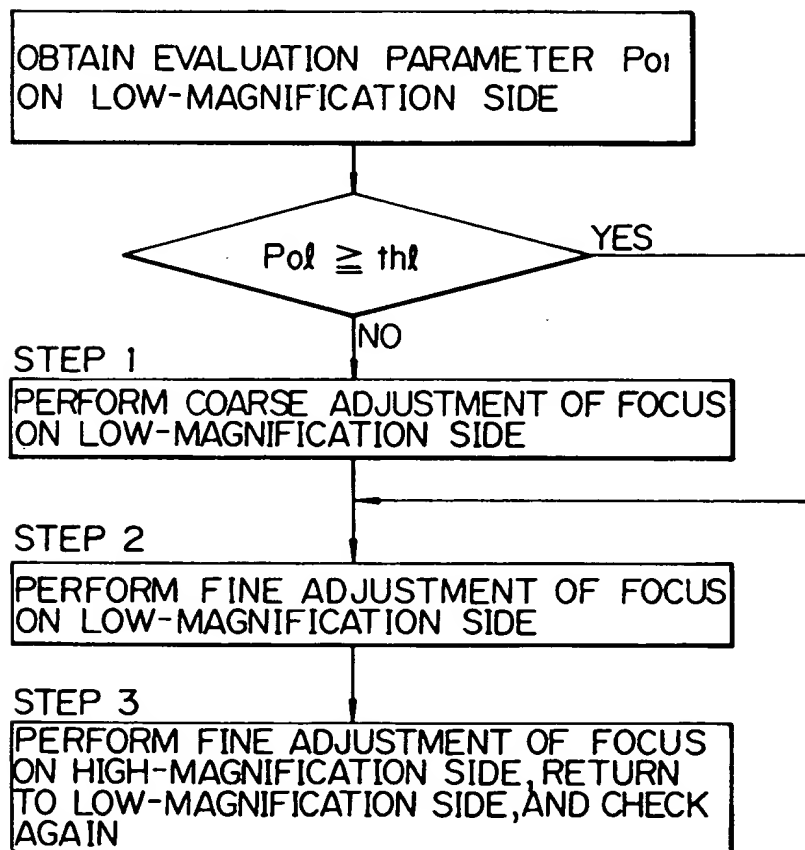 OBTAIN EVALUATION PARAMETER Po1
ON LOW-MAGNIFICATION SIDE
Poℓ ≧ thℓ
YES
NO
STEP 1
PERFORM COARSE ADJUSTMENT OF FOCUS
ON LOW-MAGNIFICATION SIDE
STEP 2
PERFORM FINE ADJUSTMENT OF FOCUS
ON LOW-MAGNIFICATION SIDE
STEP 3
PERFORM FINE ADJUSTMENT OF FOCUS
ON HIGH-MAGNIFICATION SIDE, RETURN
TO LOW-MAGNIFICATION SIDE, AND CHECK
AGAIN